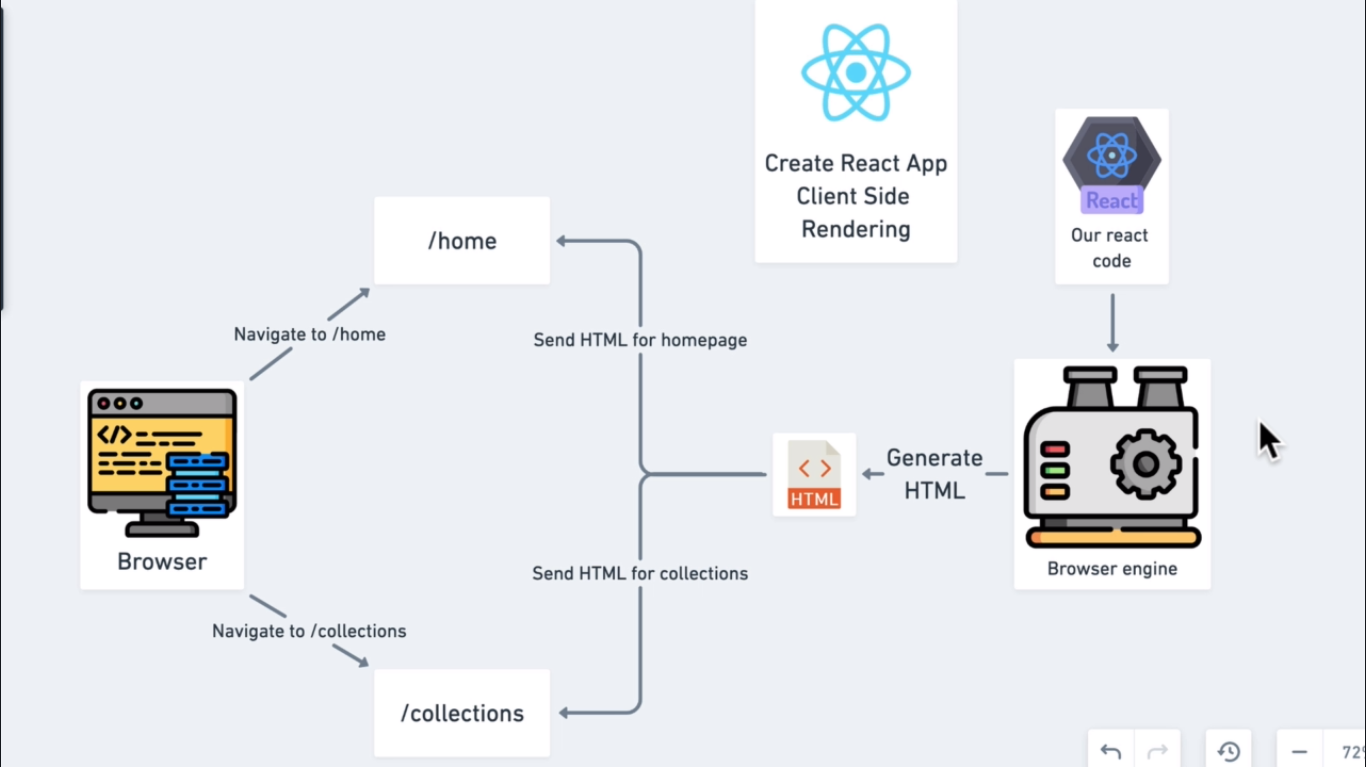 Create React App
Client Side
Rendering
React
Our react
code
/home
Navigate to /home
Send HTML for homepage
</>
Browser
< >
HTML
Generate
HTML
Browser engine
Send HTML for collections
Navigate to /collections
/collections
72%